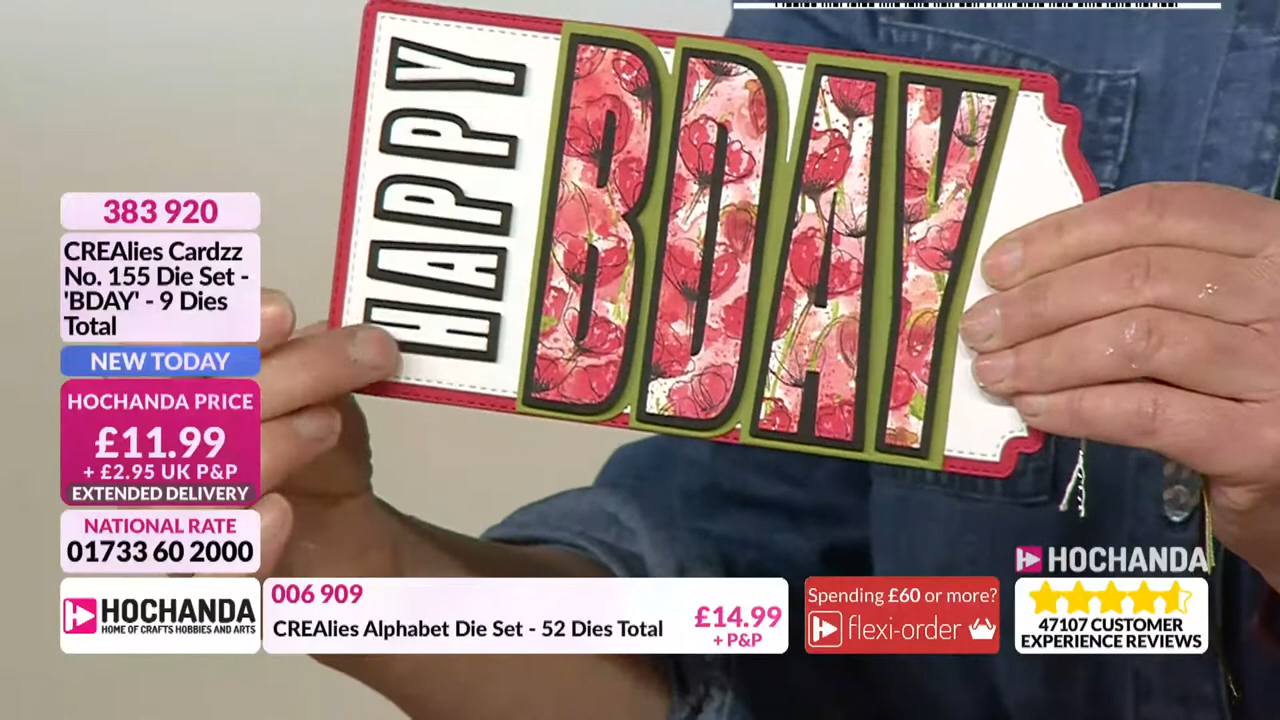 HAPPY
BDAY
383 920
CREAlies Cardzz
No. 155 Die Set -
'BDAY' - 9 Dies
Total
NEW TODAY
HOCHANDA PRICE
£11.99
+ £2.95 UK P&P
EXTENDED DELIVERY
NATIONAL RATE
01733 60 2000
HOCHANDA
HOME OF CRAFTS HOBBIES AND ARTS
006 909
CREAlies Alphabet Die Set - 52 Dies Total
£14.99
+ P&P
Spending £60 or more?
flexi-order
HOCHANDA
47107 CUSTOMER
EXPERIENCE REVIEWS